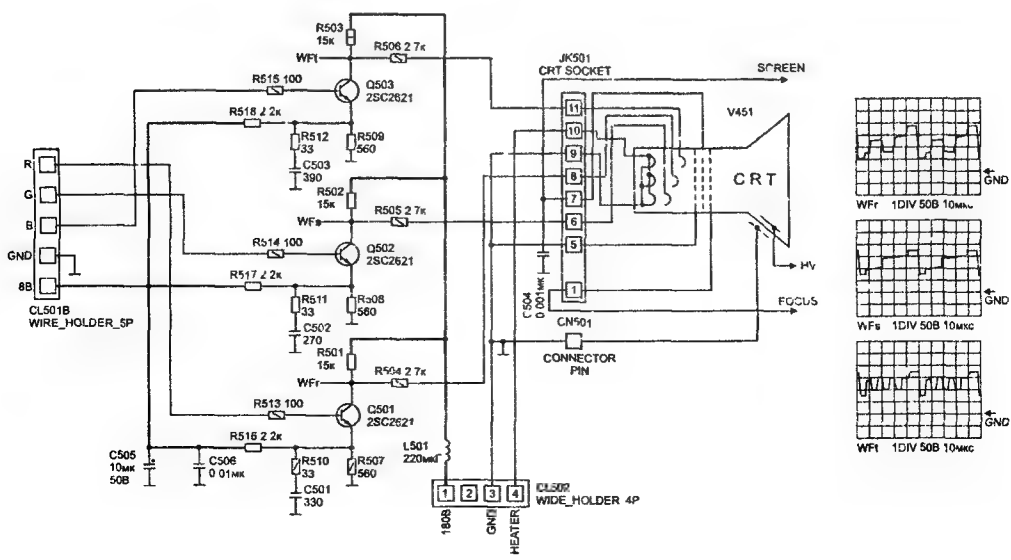 R503
15к
WFt
R506 2 7к
Q503
2SC2621
R515 100
R518 2 2к
R512
33
C503
390
R509
560
R502
15к
WFs
R505 2 7к
Q502
2SC2621
R514 100
R517 2 2к
R511
33
C502
270
R508
560
R501
15к
WFr
R504 2 7к
Q501
2SC2621
R513 100
R516 2 2к
R510
33
C501
330
R507
560
C505
10мк
50В
C506
0 01мк
L501
220мкГ
R
G
B
GND
8В
CL501B
WIRE_HOLDER_5P
JK501
CRT SOCKET
11
10
9
8
7
6
5
1
C504
0 001мк
CN501
CONNECTOR
PIN
SCREEN
V451
CRT
HV
FOCUS
1
2
3
4
180В
GND
HEATER
CL502
WIDE_HOLDER 4P
GND
WFr 1DIV 50В 10мкс
GND
WFs 1DIV 50В 10мкс
GND
WFt 1DIV 50В 10мкс